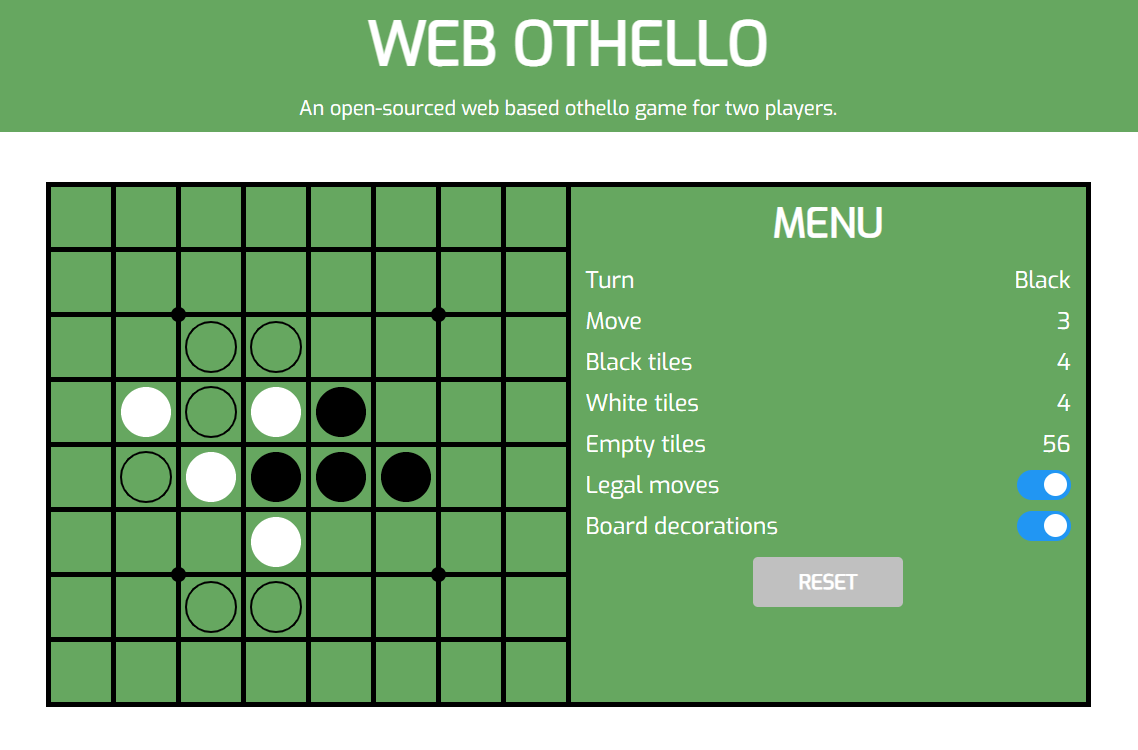 WEB OTHELLO
An open-sourced web based othello game for two players.
MENU
Turn Black
Move 3
Black tiles 4
White tiles 4
Empty tiles 56
Legal moves
Board decorations
RESET